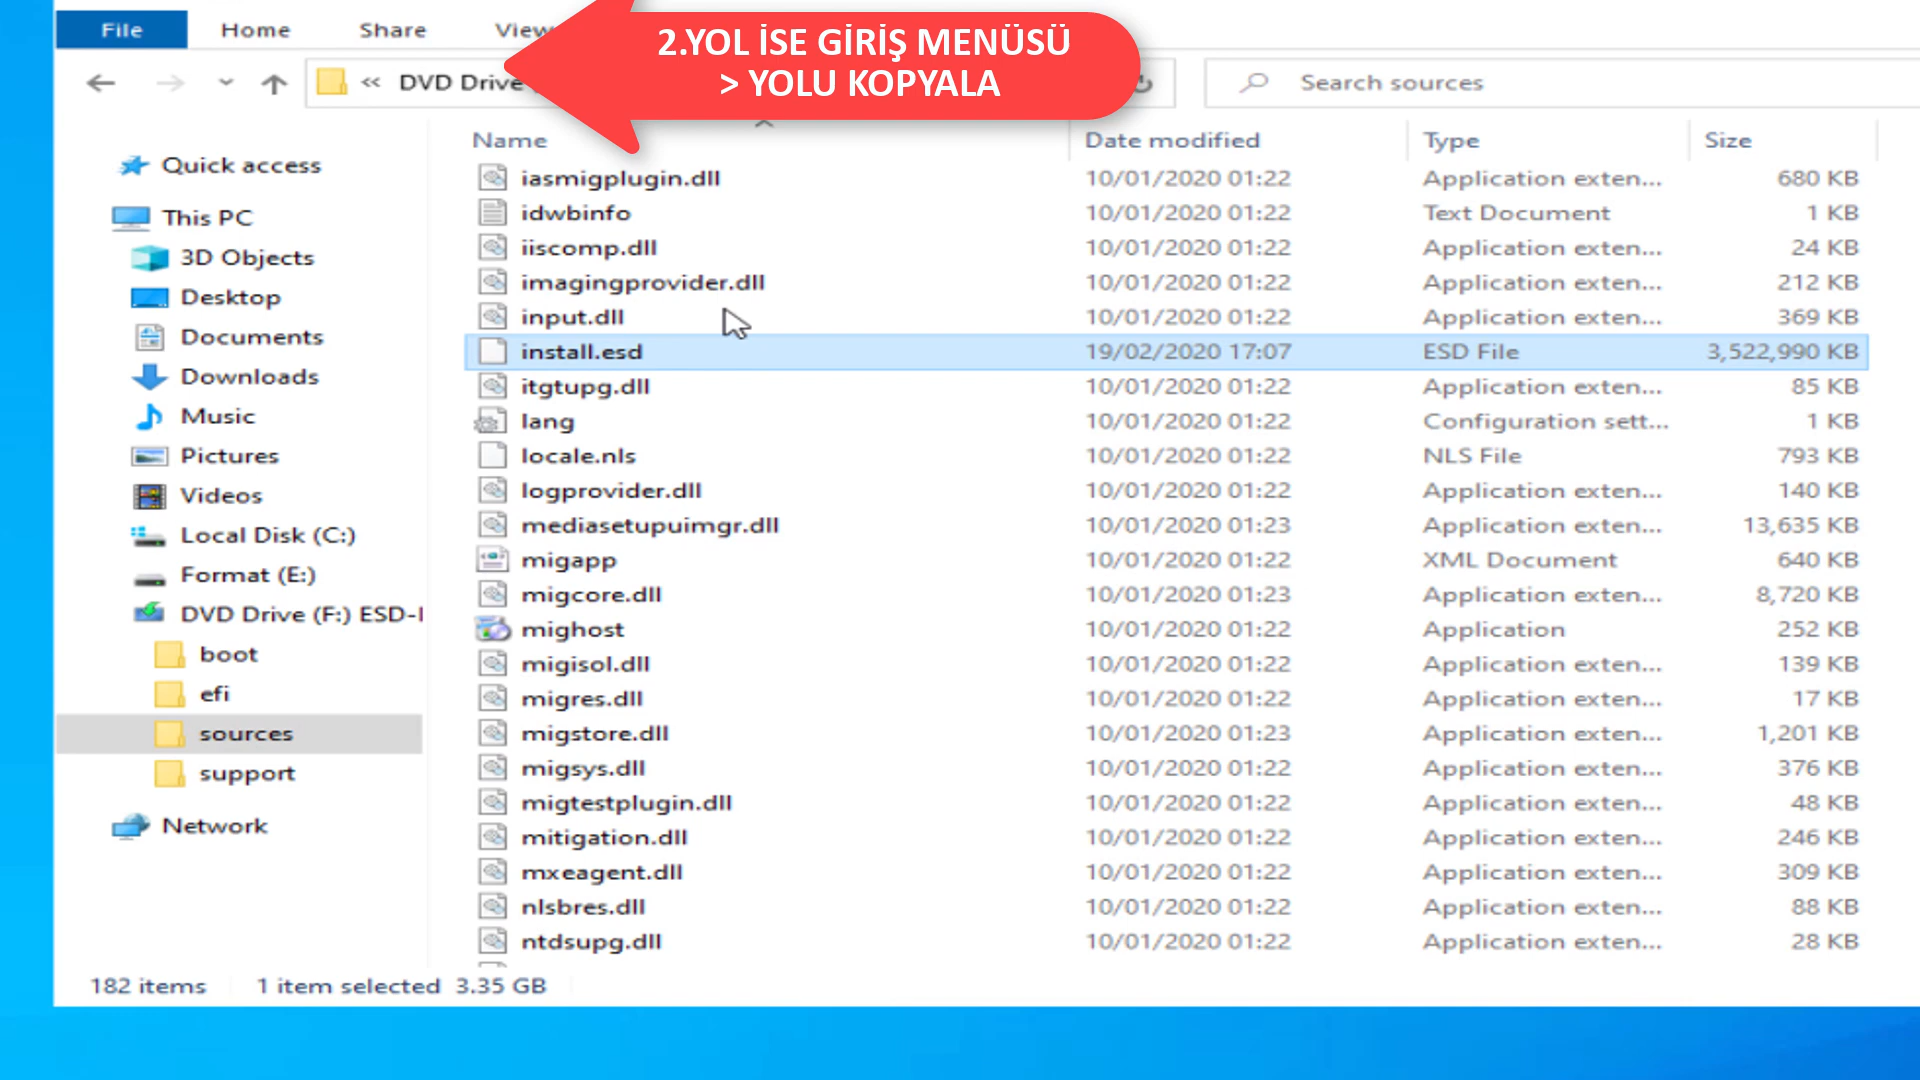 File Home Share View
2.YOL İSE GİRİŞ MENÜSÜ
> YOLU KOPYALA
« DVD Drive
Search sources
Name Date modified Type Size
Quick access
This PC
3D Objects
Desktop
Documents
Downloads
Music
Pictures
Videos
Local Disk (C:)
Format (E:)
DVD Drive (F:) ESD-I
boot
efi
sources
support
Network
iasmigplugin.dll 10/01/2020 01:22 Application exten... 680 KB
idwbinfo 10/01/2020 01:22 Text Document 1 KB
iiscomp.dll 10/01/2020 01:22 Application exten... 24 KB
imagingprovider.dll 10/01/2020 01:22 Application exten... 212 KB
input.dll 10/01/2020 01:22 Application exten... 369 KB
install.esd 19/02/2020 17:07 ESD File 3,522,990 KB
itgtupg.dll 10/01/2020 01:22 Application exten... 85 KB
lang 10/01/2020 01:22 Configuration sett... 1 KB
locale.nls 10/01/2020 01:22 NLS File 793 KB
logprovider.dll 10/01/2020 01:22 Application exten... 140 KB
mediasetupuimgr.dll 10/01/2020 01:23 Application exten... 13,635 KB
migapp 10/01/2020 01:22 XML Document 640 KB
migcore.dll 10/01/2020 01:23 Application exten... 8,720 KB
mighost 10/01/2020 01:22 Application 252 KB
migisol.dll 10/01/2020 01:22 Application exten... 139 KB
migres.dll 10/01/2020 01:22 Application exten... 17 KB
migstore.dll 10/01/2020 01:23 Application exten... 1,201 KB
migsys.dll 10/01/2020 01:22 Application exten... 376 KB
migtestplugin.dll 10/01/2020 01:22 Application exten... 48 KB
mitigation.dll 10/01/2020 01:22 Application exten... 246 KB
mxeagent.dll 10/01/2020 01:22 Application exten... 309 KB
nlsbres.dll 10/01/2020 01:22 Application exten... 88 KB
ntdsupg.dll 10/01/2020 01:22 Application exten... 28 KB
182 items 1 item selected 3.35 GB